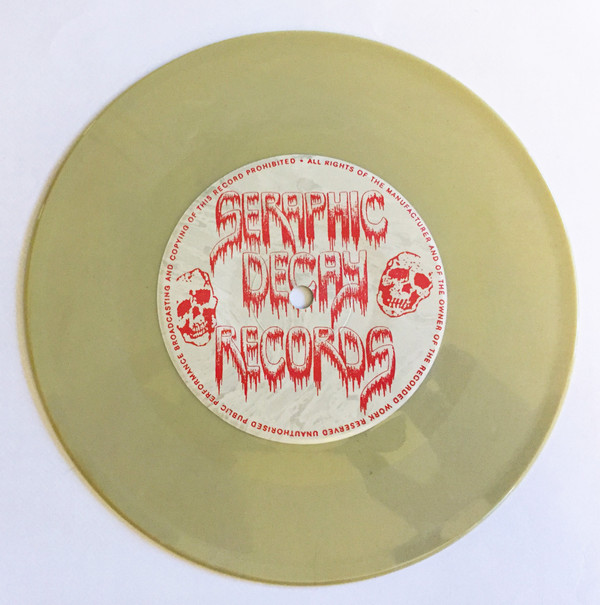 SERAPHIC
DECAY
RECORDS
ALL RIGHTS OF THE MANUFACTURER AND OF THE OWNER OF THE RECORDED WORK RESERVED UNAUTHORISED PUBLIC PERFORMANCE BROADCASTING AND COPYING OF THIS RECORD PROHIBITED •